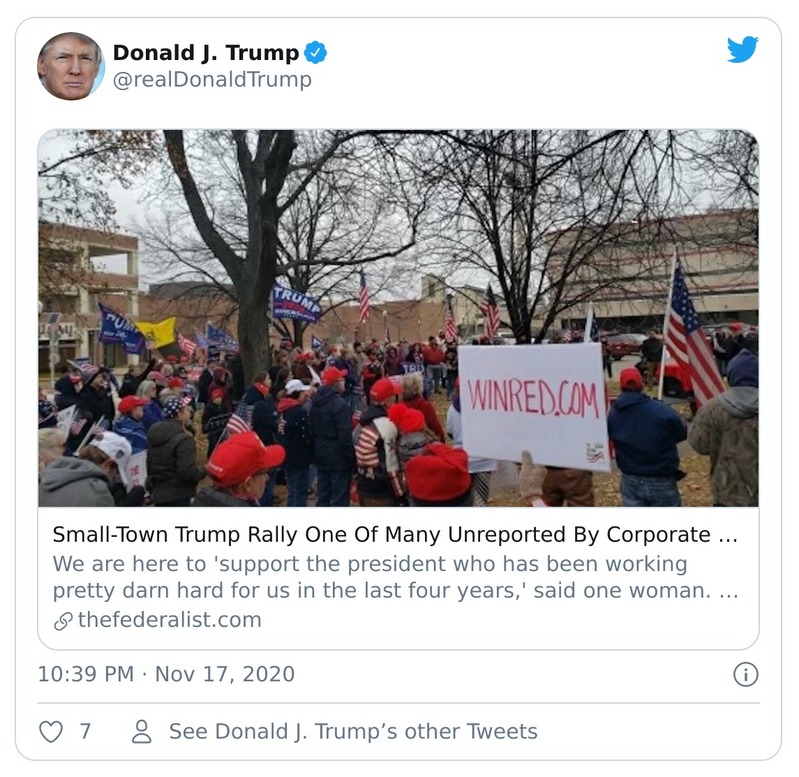 Donald J. Trump
@realDonaldTrump
TRUMP
TRUMP
WINRED.COM
Small-Town Trump Rally One Of Many Unreported By Corporate ...
We are here to 'support the president who has been working
pretty darn hard for us in the last four years,' said one woman. ...
thefederalist.com
10:39 PM · Nov 17, 2020
7
See Donald J. Trump’s other Tweets